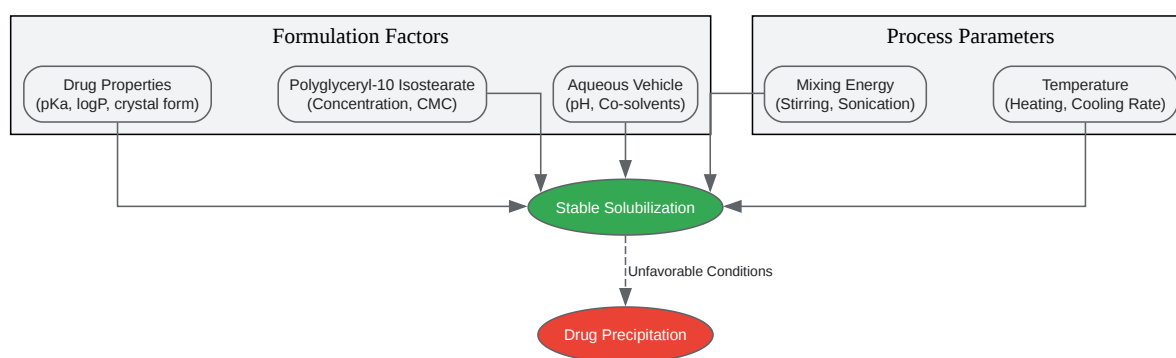 Formulation Factors
Process Parameters
Drug Properties
(pKa, logP, crystal form)
Polyglyceryl-10 Isostearate
(Concentration, CMC)
Aqueous Vehicle
(pH, Co-solvents)
Mixing Energy
(Stirring, Sonication)
Temperature
(Heating, Cooling Rate)
Stable Solubilization
Unfavorable Conditions
Drug Precipitation